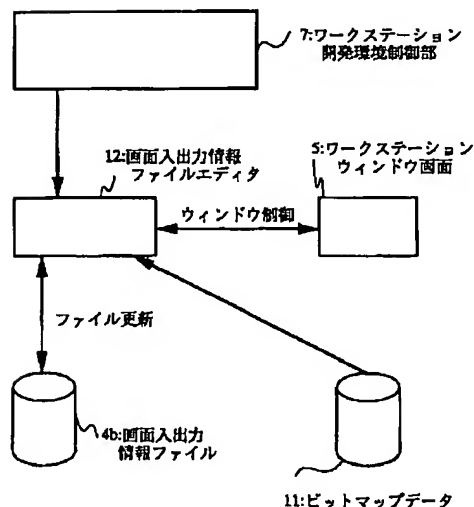 7:ワークステーション
開発環境制御部
12:画面入出力情報
ファイルエディタ
5:ワークステーション
ウィンドウ画面
ウィンドウ制御
ファイル更新
4b:画面入出力
情報ファイル
11:ビットマップデータ